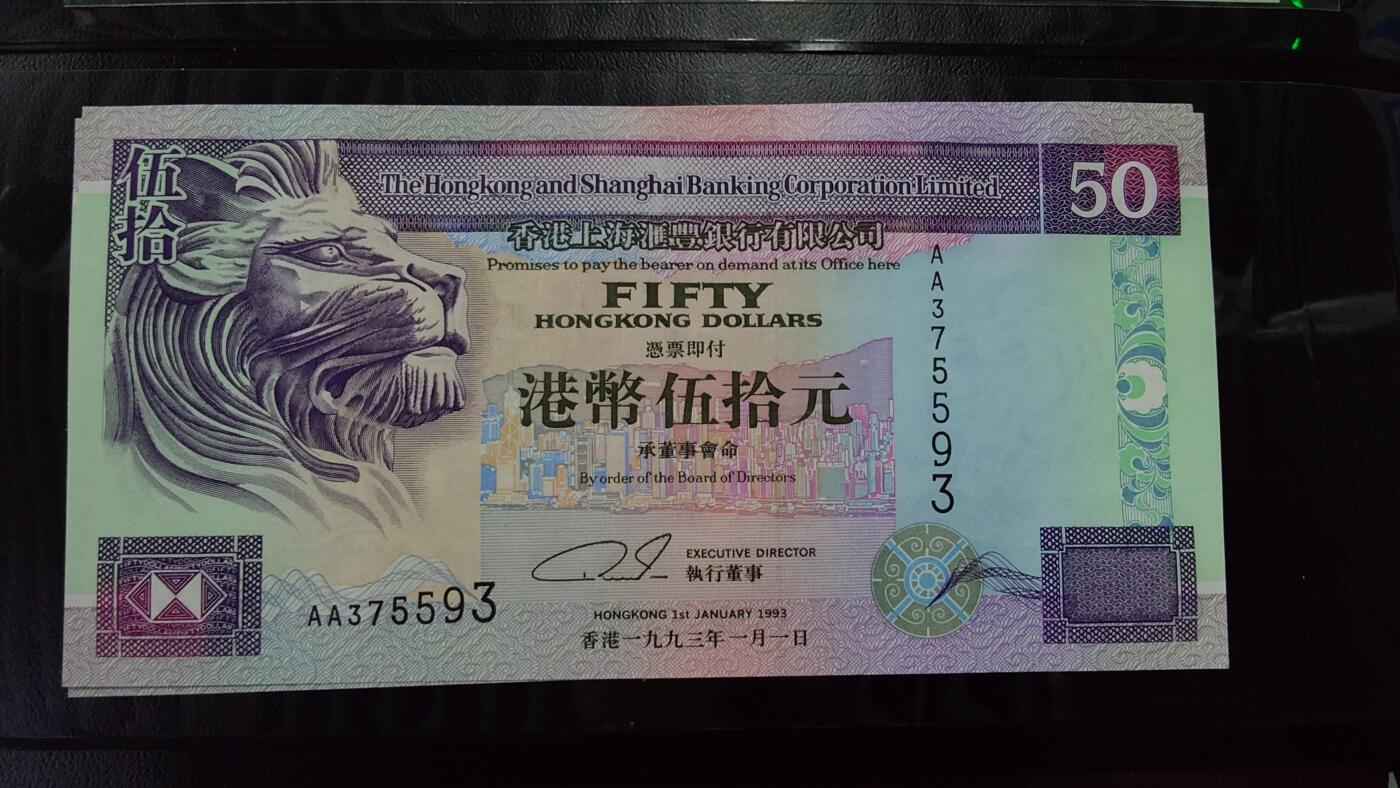 伍拾
The Hongkong and Shanghai Banking Corporation Limited
50
香港上海滙豐銀行有限公司
Promises to pay the bearer on demand at its Office here
FIFTY
HONGKONG DOLLARS
憑票即付
港幣伍拾元
承董事會命
By order of the Board of Directors
AA375593
EXECUTIVE DIRECTOR
執行董事
AA375593
HONGKONG 1st JANUARY 1993
香港一九九三年一月一日